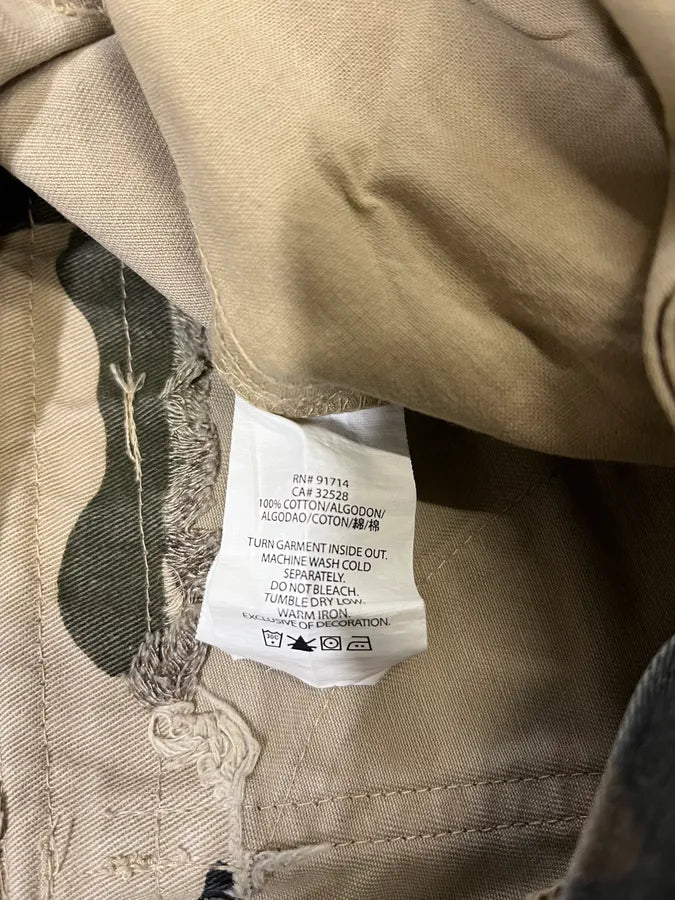 RN# 91714
CA# 32528
100% COTTON/ALGODON/
ALGODAO/COTON/綿/棉
TURN GARMENT INSIDE OUT.
MACHINE WASH COLD
SEPARATELY.
DO NOT BLEACH.
TUMBLE DRY LOW.
WARM IRON.
EXCLUSIVE OF DECORATION.
30C